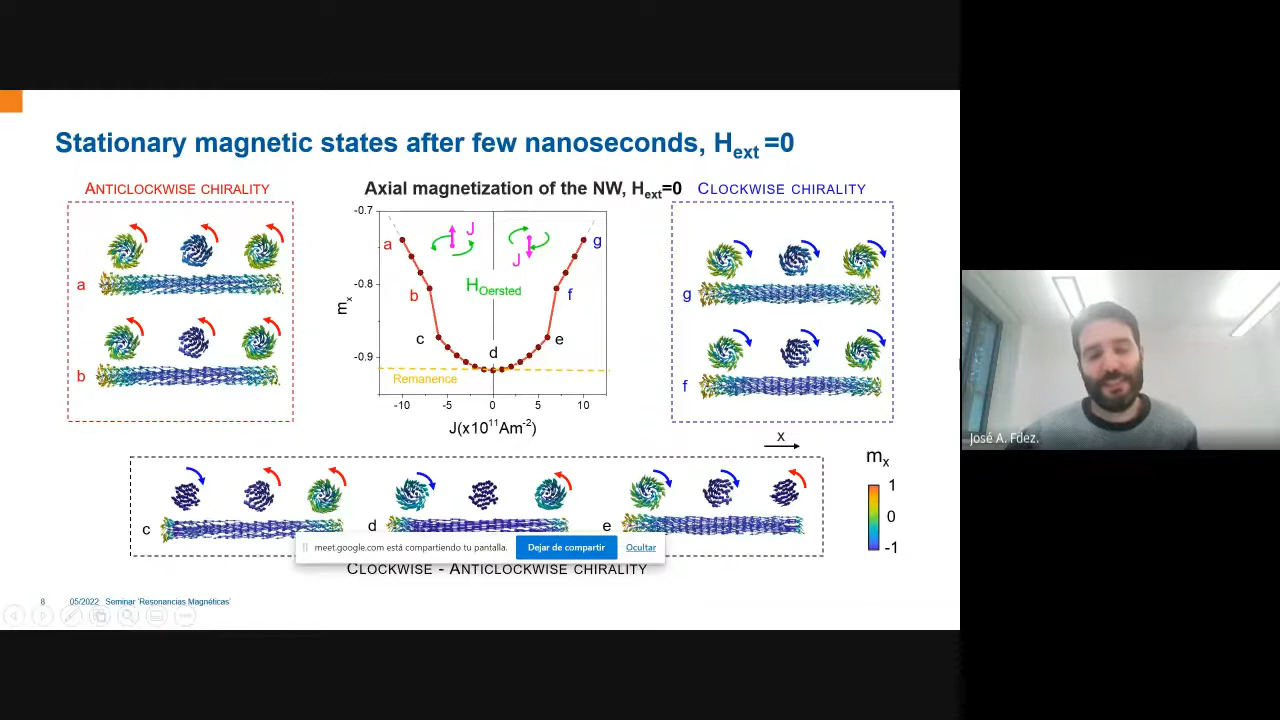 Stationary magnetic states after few nanoseconds, Hext =0
ANTICLOCKWISE CHIRALITY
a
b
Axial magnetization of the NW, Hext=0
-0.7
-0.8
-0.9
mx
a
b
c
d
e
f
g
J
J
HOersted
Remanence
-10
-5
0
5
10
J(x10^11Am^-2)
CLOCKWISE CHIRALITY
g
f
x
c
d
e
mx
1
0
-1
meet.google.com está compartiendo tu pantalla.
Dejar de compartir
Ocultar
CLOCKWISE - ANTICLOCKWISE CHIRALITY
8
05/2022
Seminar 'Resonancias Magnéticas'
José A. Fdez.